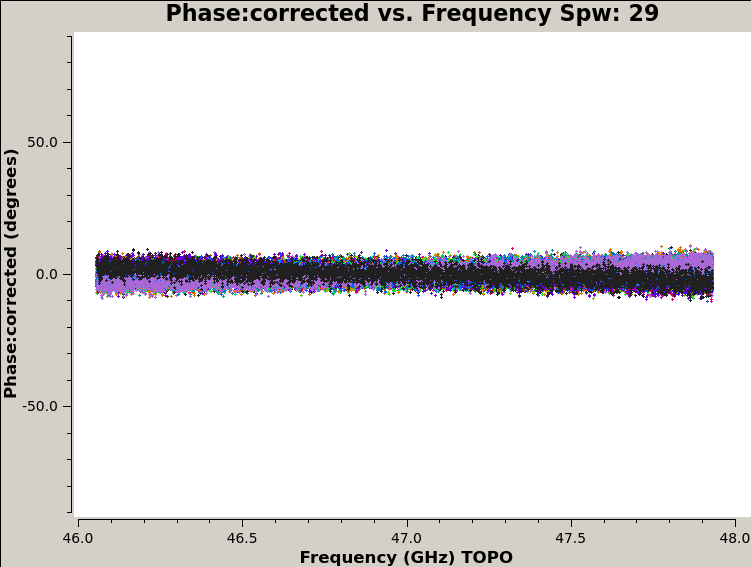 Phase:corrected vs. Frequency Spw: 29
Phase:corrected (degrees)
50.0
0.0
-50.0
46.0 46.5 47.0 47.5 48.0
Frequency (GHz) TOPO